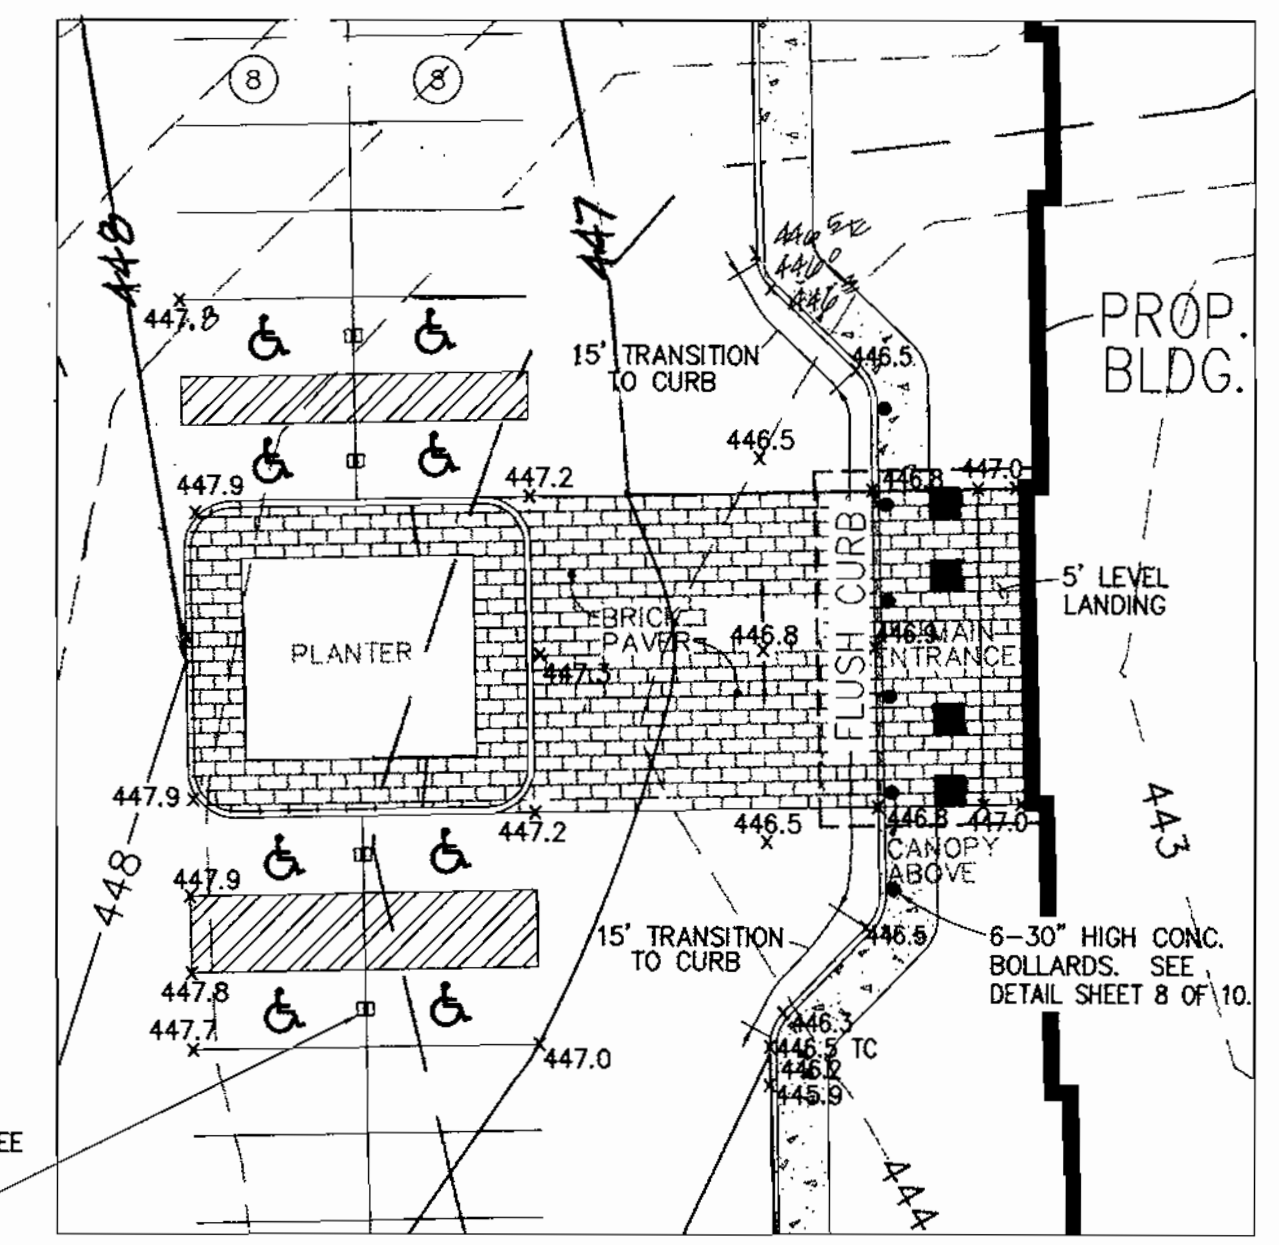 8
8
448
447
446⁵ TC
446⁰
447.8
PROP.
BLDG.
15' TRANSITION
TO CURB
446.5
446.5
447.9
447.2
446.8
447.0
FLUSH CURB
5' LEVEL
LANDING
BRICK
PAVER
PLANTER
446.8
446.9
MAIN
ENTRANCE
447.3
447.9
447.2
446.5
446.8
447.0
443
CANOPY
ABOVE
448
447.9
15' TRANSITION
TO CURB
446.5
6-30" HIGH CONC.
BOLLARDS. SEE
DETAIL SHEET 8 OF 10.
447.8
447.7
446.3
446.5 TC
446.2
447.0
445.9
EE
444